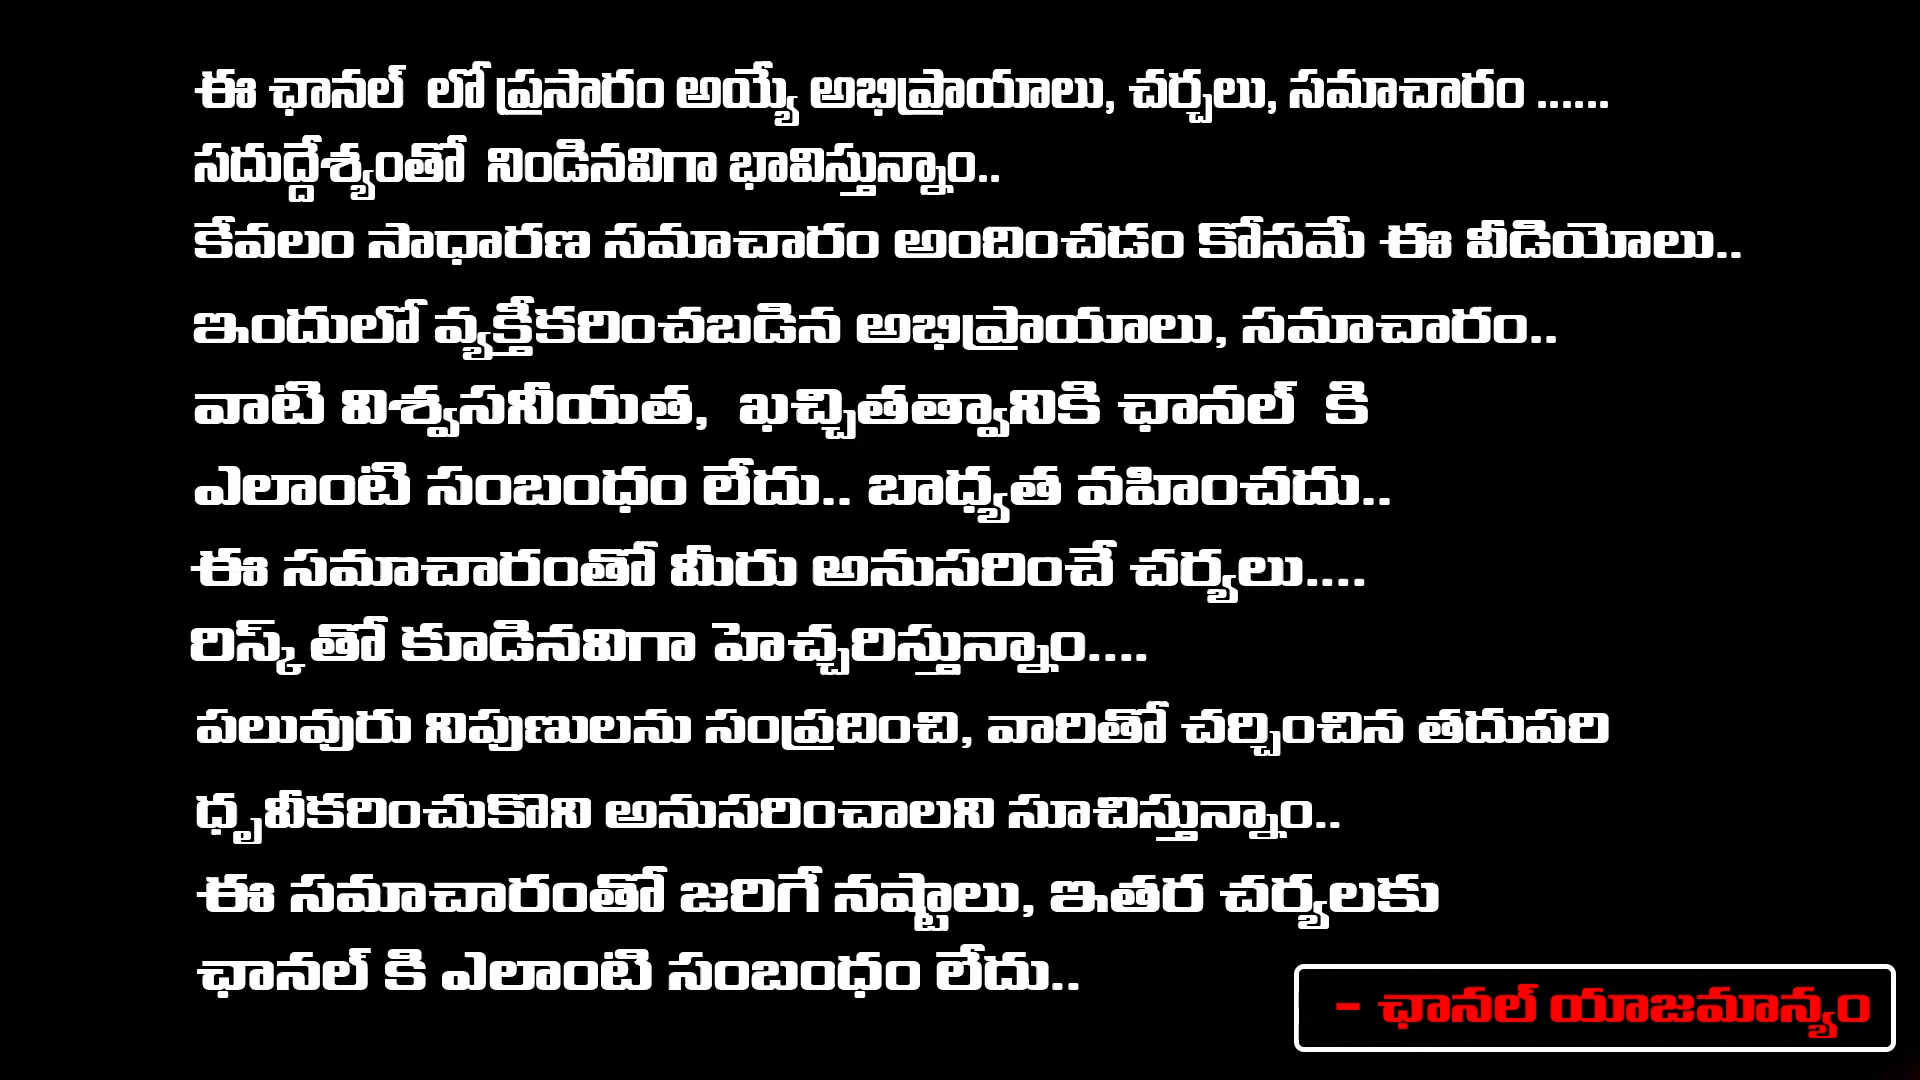 ఈ ఛానల్ లో ప్రసారం అయ్యే అభిప్రాయాలు, చర్చలు, సమాచారం ......
సదుద్దేశ్యంతో నిండినవిగా భావిస్తున్నాం..
కేవలం సాధారణ సమాచారం అందించడం కోసమే ఈ వీడియోలు..
ఇందులో వ్యక్తీకరించబడిన అభిప్రాయాలు, సమాచారం..
వాటి విశ్వసనీయత, ఖచ్చితత్వానికి ఛానల్ కి
ఎలాంటి సంబంధం లేదు.. బాధ్యత వహించదు..
ఈ సమాచారంతో మీరు అనుసరించే చర్యలు....
రిస్క్ తో కూడినవిగా హెచ్చరిస్తున్నాం....
పలువురు నిపుణులను సంప్రదించి, వారితో చర్చించిన తదుపరి
ధృవీకరించుకొని అనుసరించాలని సూచిస్తున్నాం..
ఈ సమాచారంతో జరిగే నష్టాలు, ఇతర చర్యలకు
ఛానల్ కి ఎలాంటి సంబంధం లేదు..
- ఛానల్ యాజమాన్యం